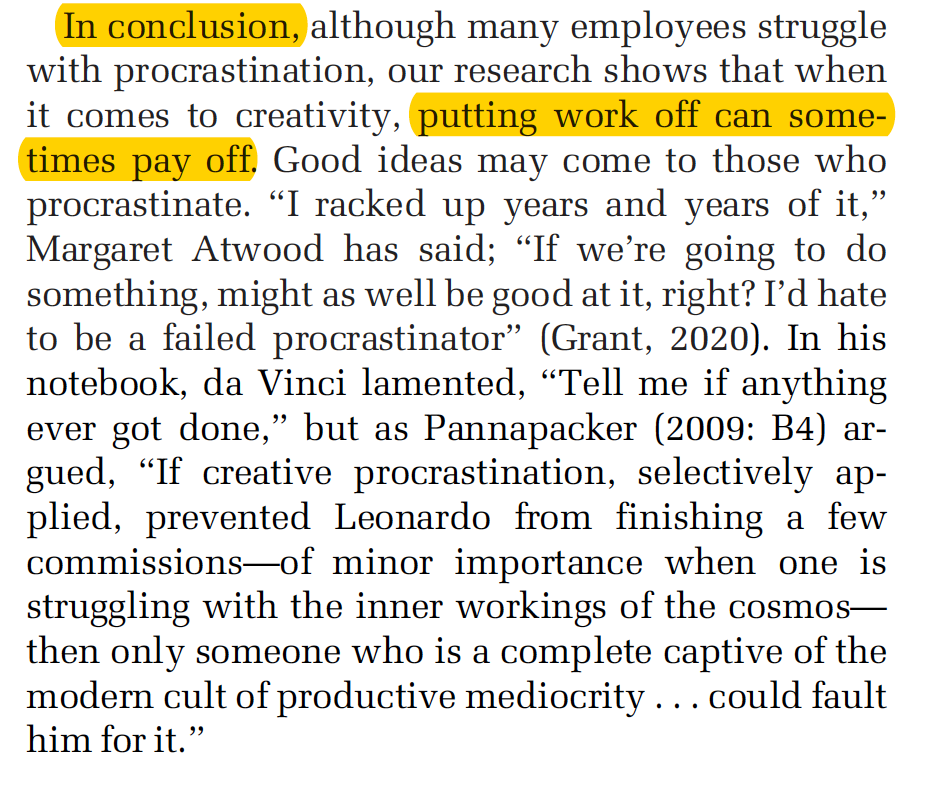 In conclusion, although many employees struggle
with procrastination, our research shows that when
it comes to creativity, putting work off can some-
times pay off. Good ideas may come to those who
procrastinate. “I racked up years and years of it,”
Margaret Atwood has said; “If we’re going to do
something, might as well be good at it, right? I’d hate
to be a failed procrastinator” (Grant, 2020). In his
notebook, da Vinci lamented, “Tell me if anything
ever got done,” but as Pannapacker (2009: B4) ar-
gued, “If creative procrastination, selectively ap-
plied, prevented Leonardo from finishing a few
commissions—of minor importance when one is
struggling with the inner workings of the cosmos—
then only someone who is a complete captive of the
modern cult of productive mediocrity . . . could fault
him for it.”